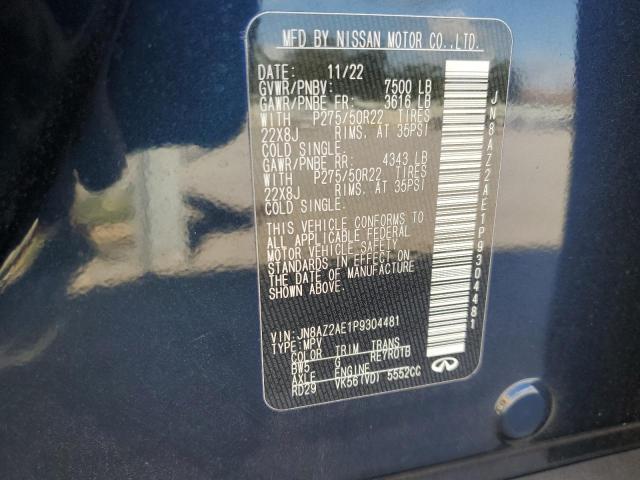 MFD BY NISSAN MOTOR CO.,LTD.
DATE: 11/22
GVWR/PNBV: 7500 LB
GAWR/PNBE FR: 3616 LB
WITH P275/50R22 TIRES
22X8J RIMS. AT 35PSI
COLD SINGLE.
GAWR/PNBE RR: 4343 LB
WITH P275/50R22 TIRES
22X8J RIMS. AT 35PSI
COLD SINGLE.
THIS VEHICLE CONFORMS TO
ALL APPLICABLE FEDERAL
MOTOR VEHICLE SAFETY
STANDARDS IN EFFECT ON
THE DATE OF MANUFACTURE
SHOWN ABOVE.
VIN: JN8AZ2AE1P9304481
TYPE: MPV
COLOR TRIM TRANS
BW5 G RE7R01B
AXLE ENGINE
RD29 VK56(VD) 5552CC
JN8AZ2AE1P9304481